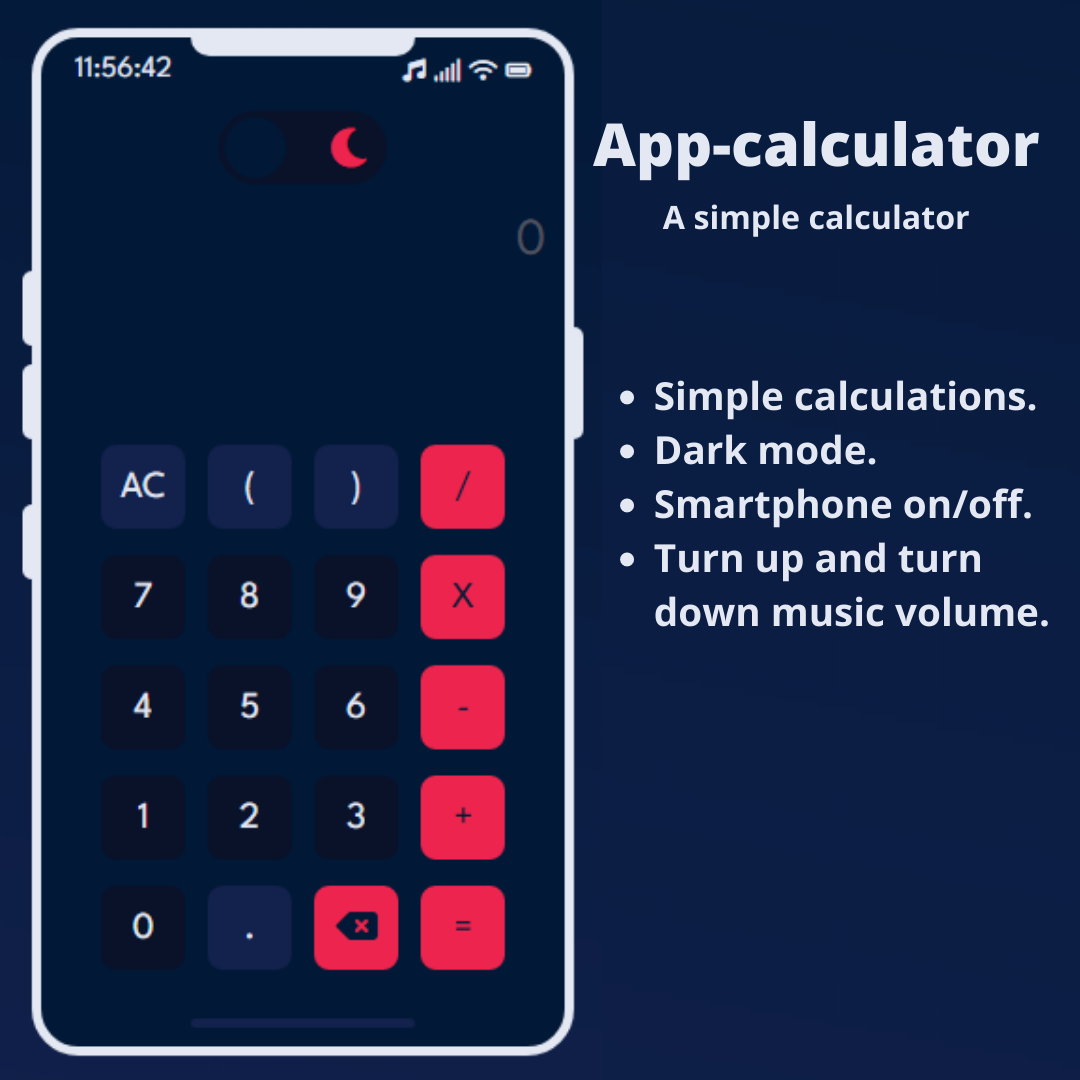 11:56:42
0
AC ( ) /
7 8 9 X
4 5 6 -
1 2 3 +
0 . x =
App-calculator
A simple calculator
• Simple calculations.
• Dark mode.
• Smartphone on/off.
• Turn up and turn
down music volume.